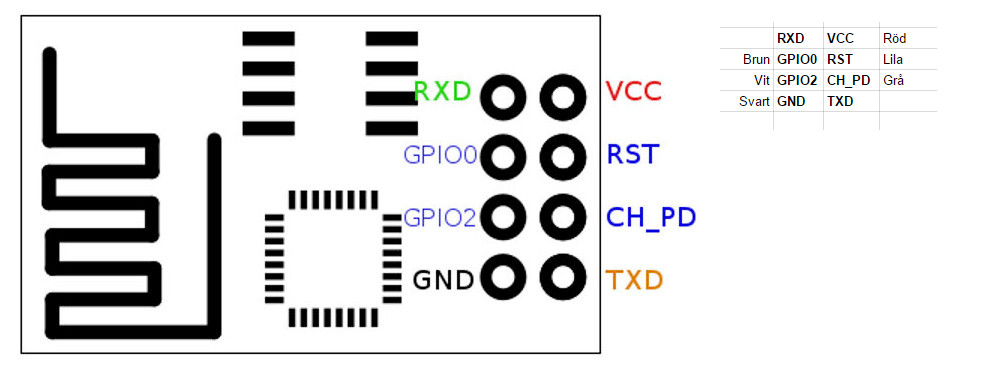 RXD VCC
GPIO0 RST
GPIO2 CH_PD
GND TXD
RXD VCC Röd
Brun GPIO0 RST Lila
Vit GPIO2 CH_PD Grå
Svart GND TXD